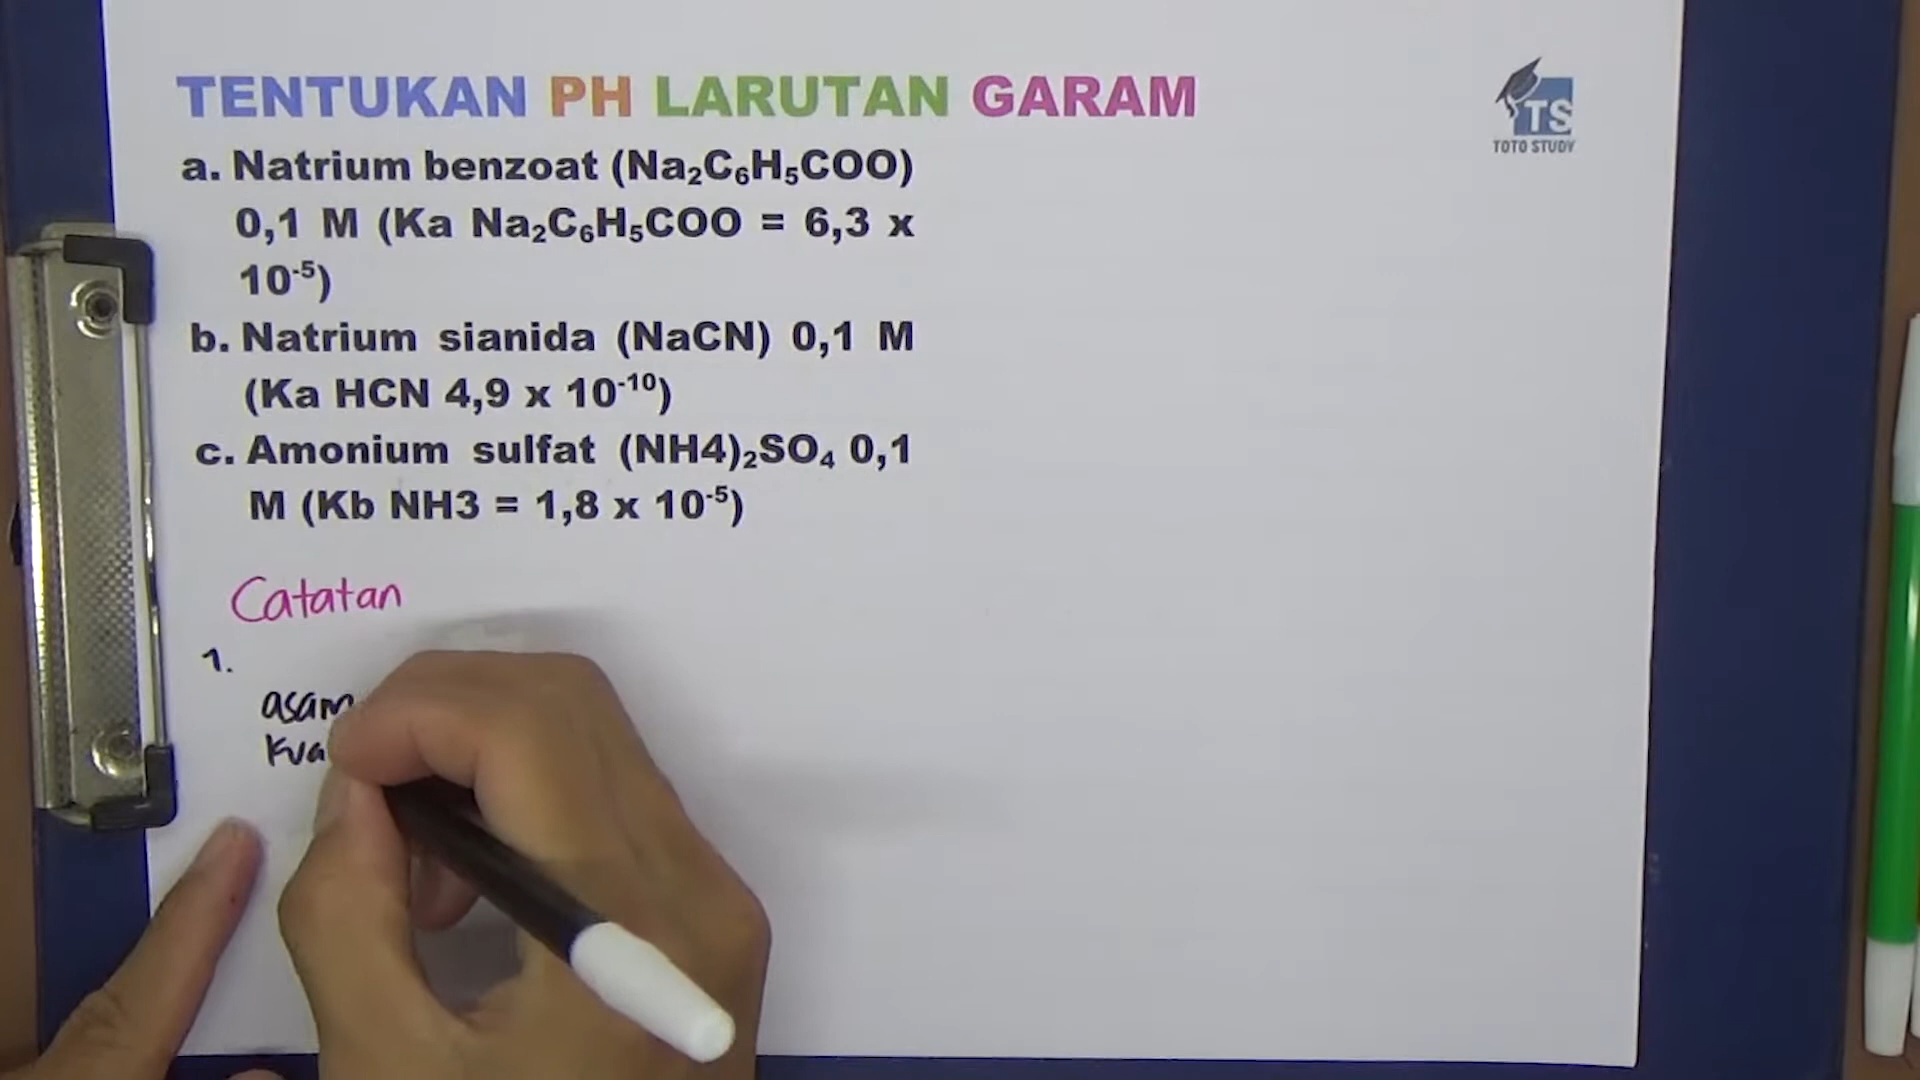 TENTUKAN PH LARUTAN GARAM
TS
TOTO STUDY
a. Natrium benzoat (Na₂C₆H₅COO)
0,1 M (Ka Na₂C₆H₅COO = 6,3 x
10⁻⁵)
b. Natrium sianida (NaCN) 0,1 M
(Ka HCN 4,9 x 10⁻¹⁰)
c. Amonium sulfat (NH4)₂SO₄ 0,1
M (Kb NH3 = 1,8 x 10⁻⁵)
Catatan
1.
asam